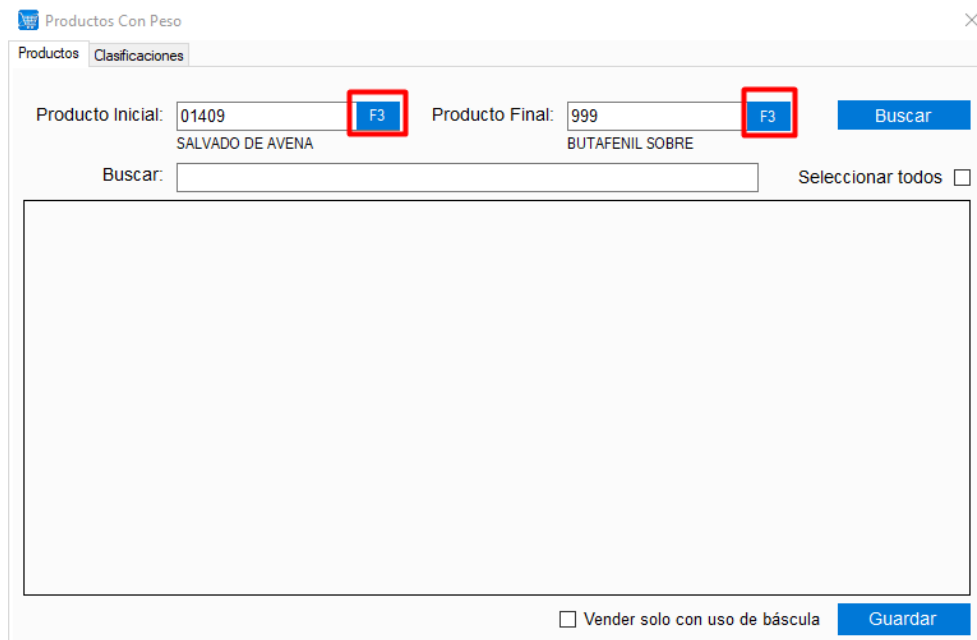 Productos Con Peso
Productos Clasificaciones
Producto Inicial: 01409 F3 Producto Final: 999 F3 Buscar
SALVADO DE AVENA BUTAFENIL SOBRE
Buscar: Seleccionar todos
Vender solo con uso de báscula Guardar